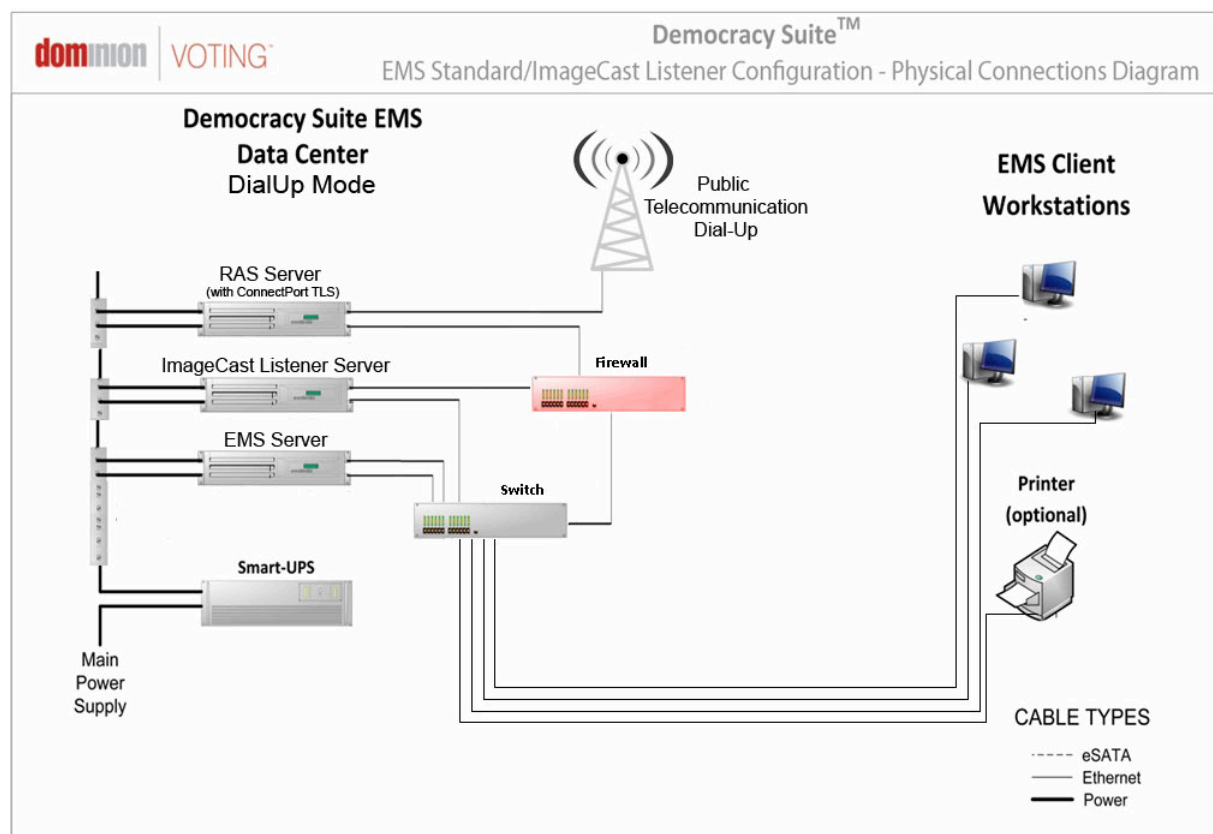 dominion VOTING™
Democracy Suite™
EMS Standard/ImageCast Listener Configuration - Physical Connections Diagram
Democracy Suite EMS
Data Center
DialUp Mode
Public
Telecommunication
Dial-Up
EMS Client
Workstations
RAS Server
(with ConnectPort TLS)
ImageCast Listener Server
Firewall
EMS Server
Switch
Printer
(optional)
Smart-UPS
Main
Power
Supply
CABLE TYPES
eSATA
Ethernet
Power